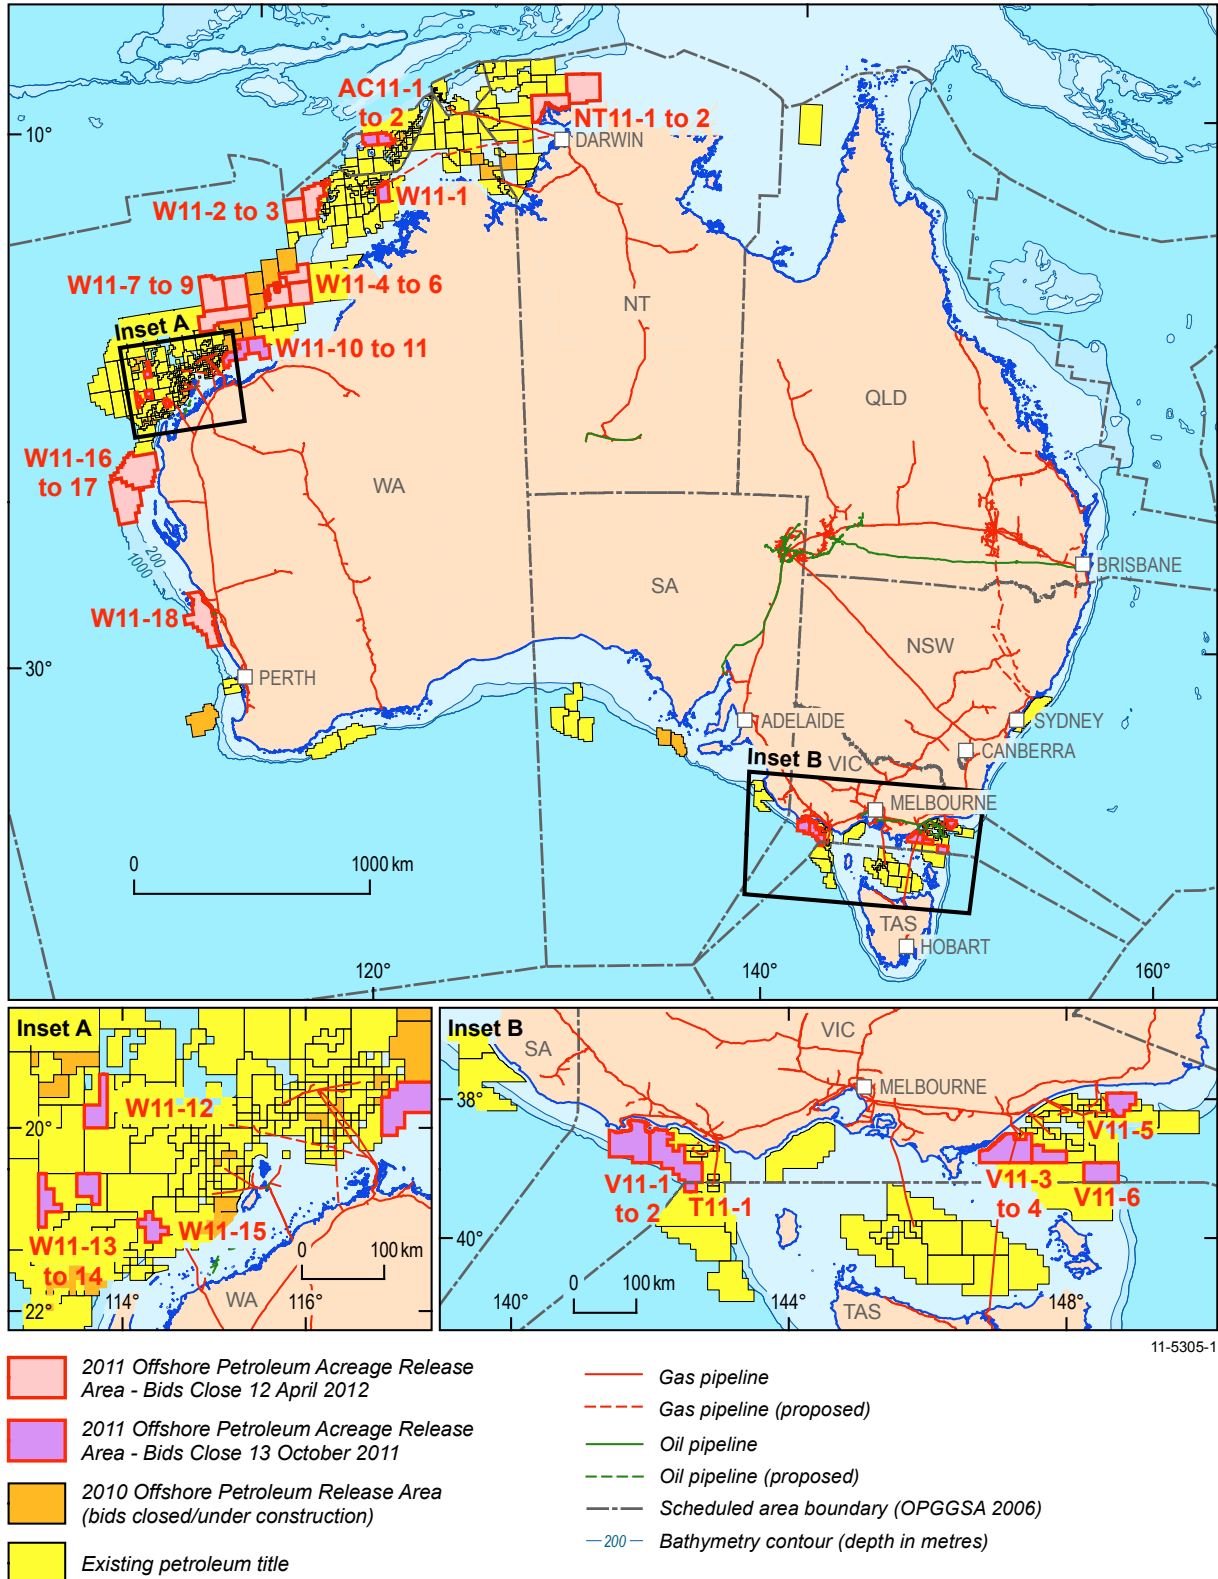 AC11-1
to 2
NT11-1 to 2
10°
DARWIN
W11-1
W11-2 to 3
W11-7 to 9
W11-4 to 6
NT
Inset A
W11-10 to 11
QLD
W11-16
to 17
WA
200
1000
BRISBANE
SA
W11-18
NSW
30°
PERTH
ADELAIDE
SYDNEY
CANBERRA
Inset B
VIC
MELBOURNE
0
1000 km
TAS
HOBART
120°
140°
160°
Inset A
W11-12
20°
W11-13
to 14
W11-15
0
100 km
WA
22°
114°
116°
Inset B
SA
VIC
MELBOURNE
38°
V11-5
V11-1
to 2
T11-1
V11-3
to 4
V11-6
40°
0
100 km
140°
144°
148°
TAS
11-5305-1
2011 Offshore Petroleum Acreage Release
Area - Bids Close 12 April 2012
2011 Offshore Petroleum Acreage Release
Area - Bids Close 13 October 2011
2010 Offshore Petroleum Release Area
(bids closed/under construction)
Existing petroleum title
Gas pipeline
Gas pipeline (proposed)
Oil pipeline
Oil pipeline (proposed)
Scheduled area boundary (OPGGSA 2006)
200
Bathymetry contour (depth in metres)